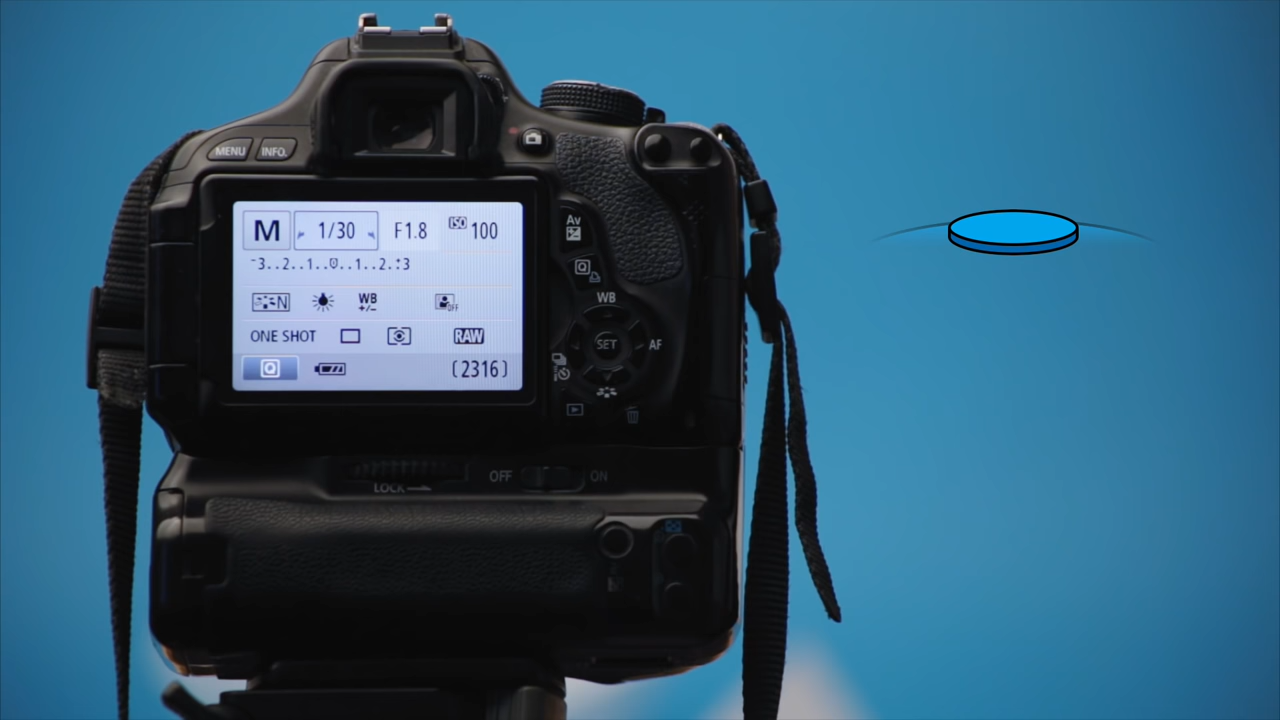 MENU INFO.
M 1/30 F1.8 ISO 100
-3..2..1..0..1..2..+3
N WB +/- OFF
ONE SHOT RAW
Q (2316)
Av
Q
WB
SET AF
LOCK OFF ON